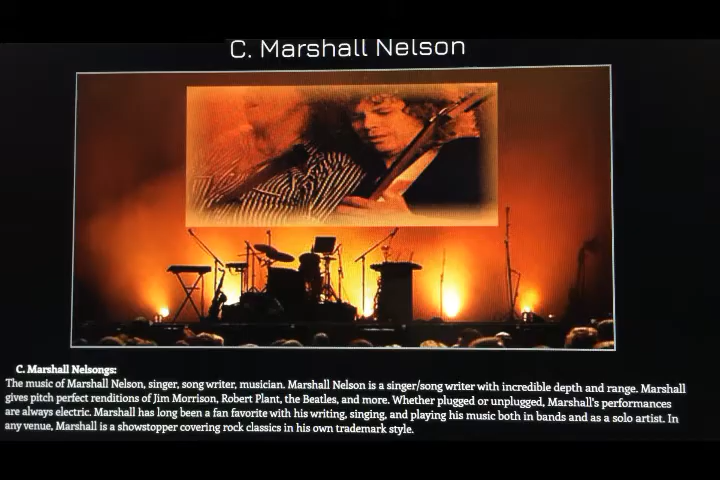 C. Marshall Nelson
C. Marshall Nelsongs:
The music of Marshall Nelson, singer, song writer, musician. Marshall Nelson is a singer/song writer with incredible depth and range. Marshall
gives pitch perfect renditions of Jim Morrison, Robert Plant, the Beatles, and more. Whether plugged or unplugged, Marshall's performances
are always electric. Marshall has long been a fan favorite with his writing, singing, and playing his music both in bands and as a solo artist. In
any venue, Marshall is a showstopper covering rock classics in his own trademark style.